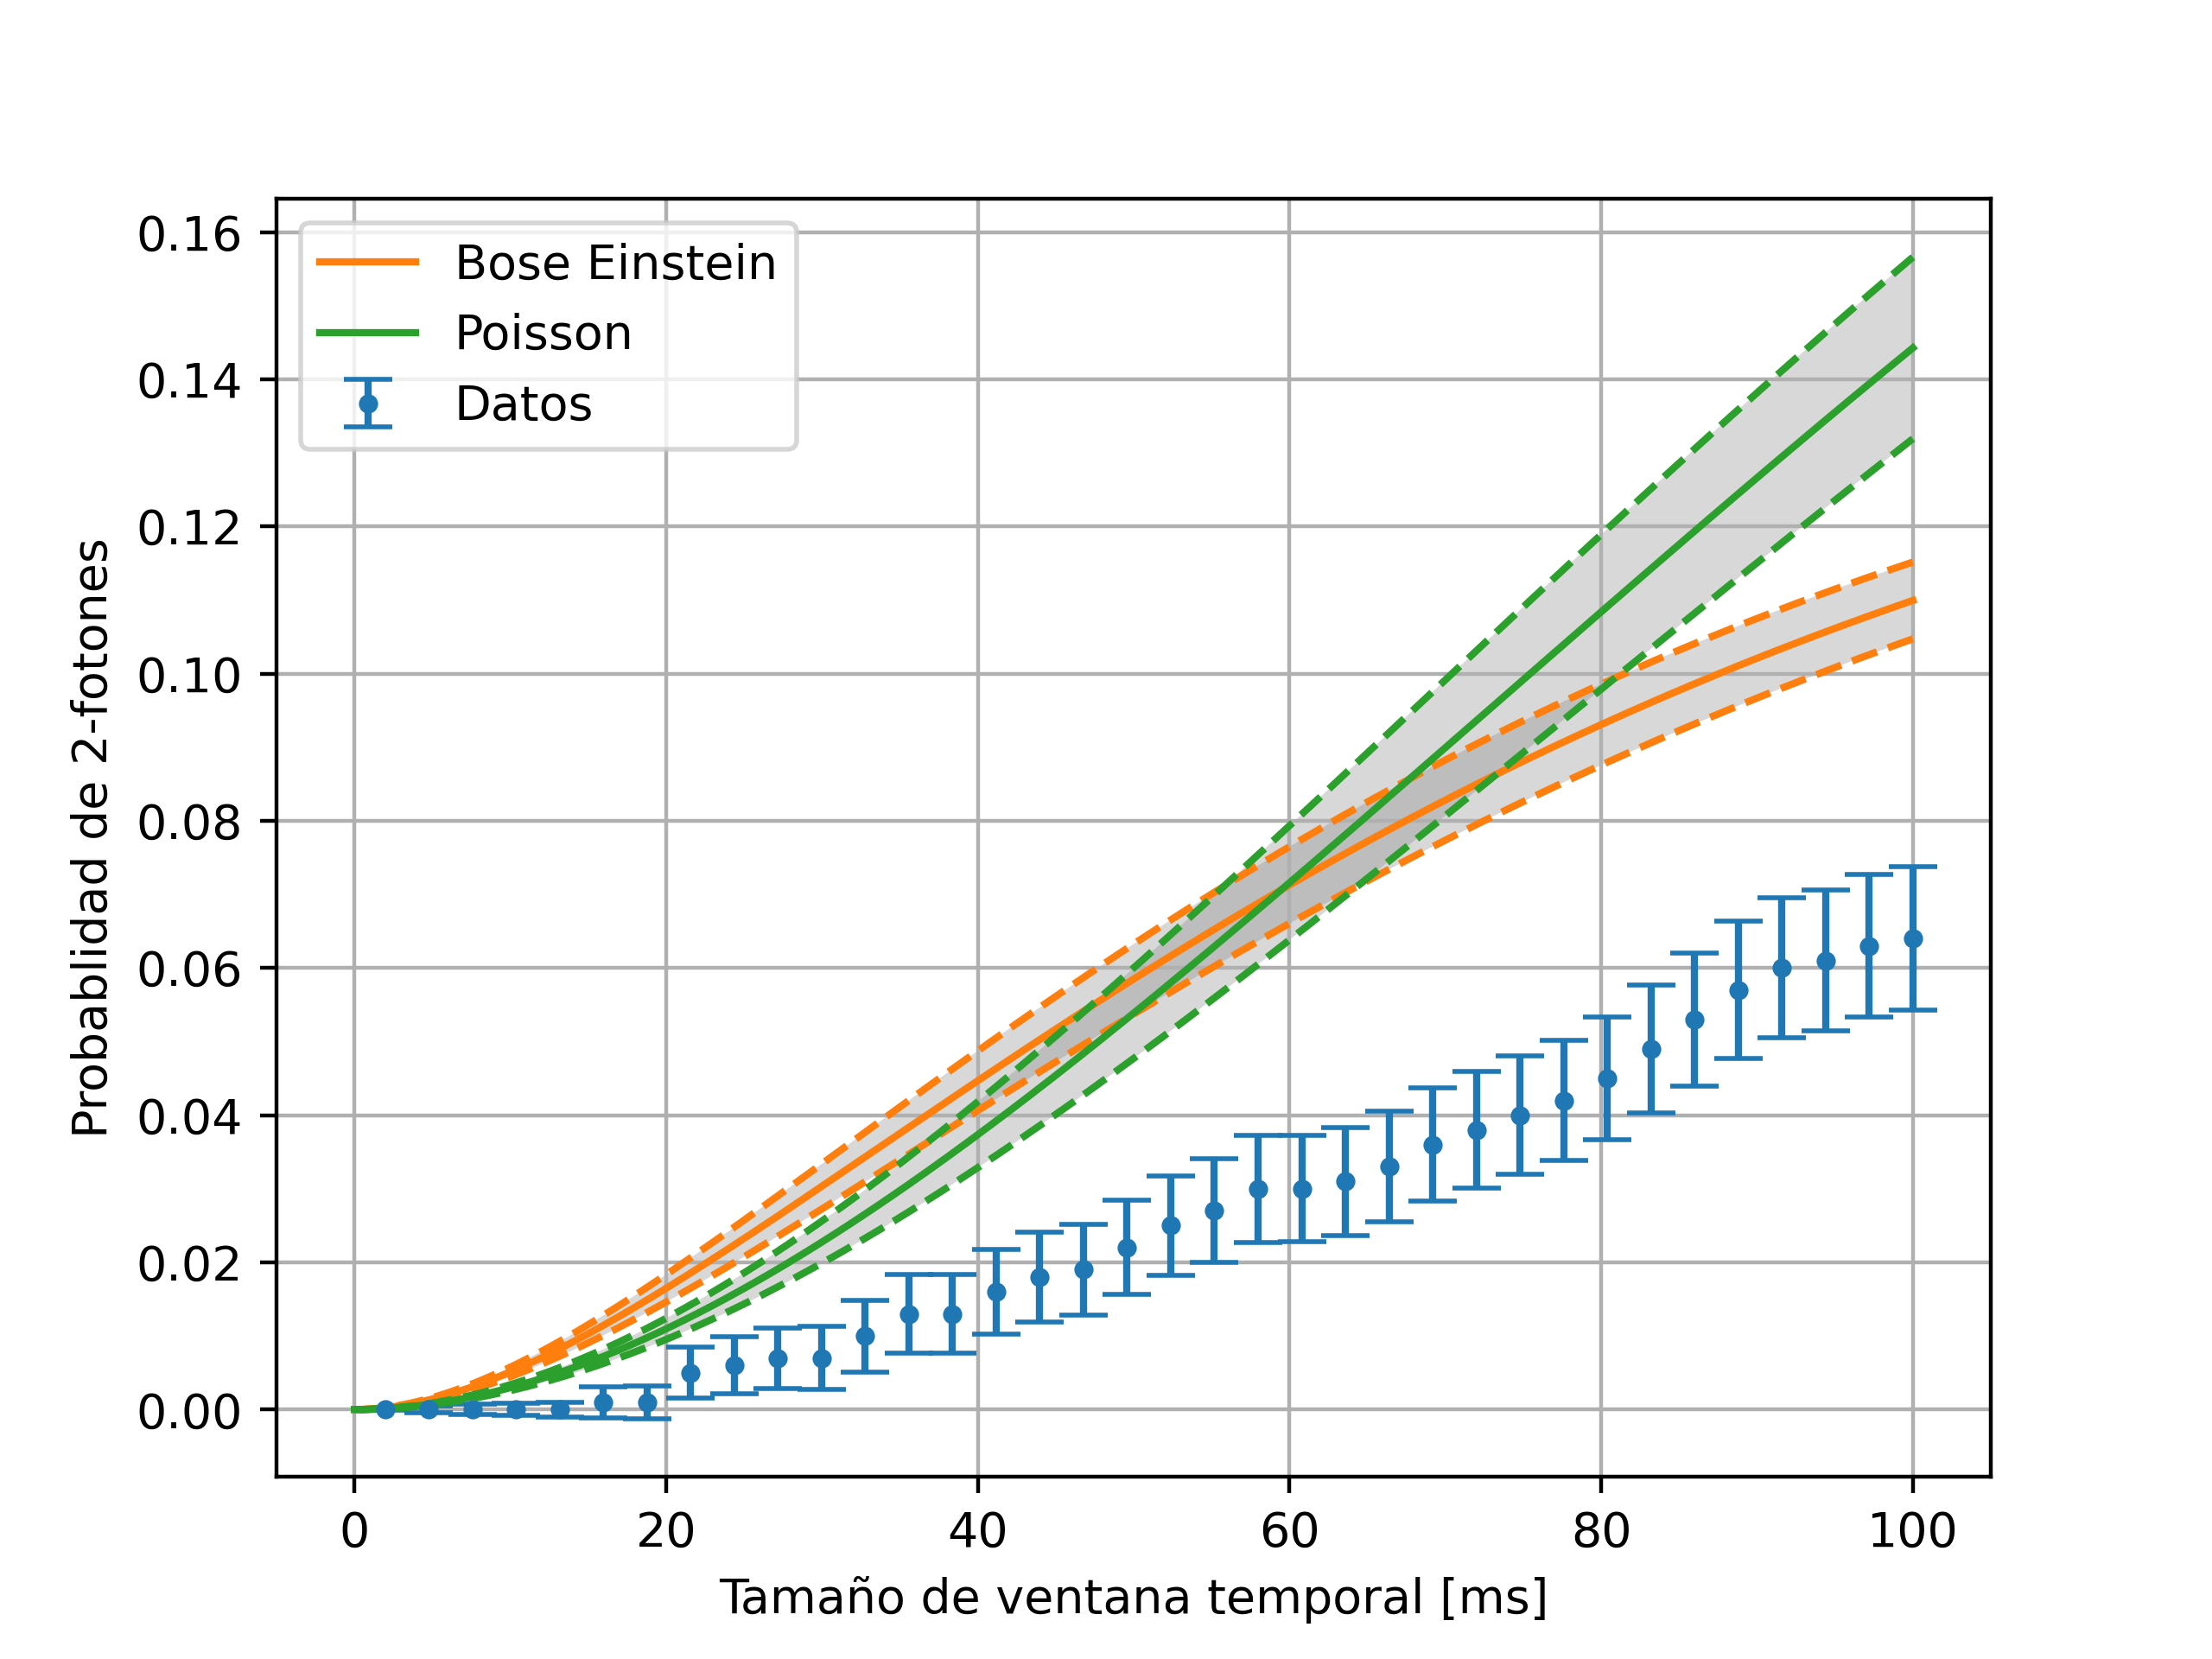 Bose Einstein
Poisson
Datos
Probablidad de 2-fotones
0.16
0.14
0.12
0.10
0.08
0.06
0.04
0.02
0.00
0 20 40 60 80 100
Tamaño de ventana temporal [ms]